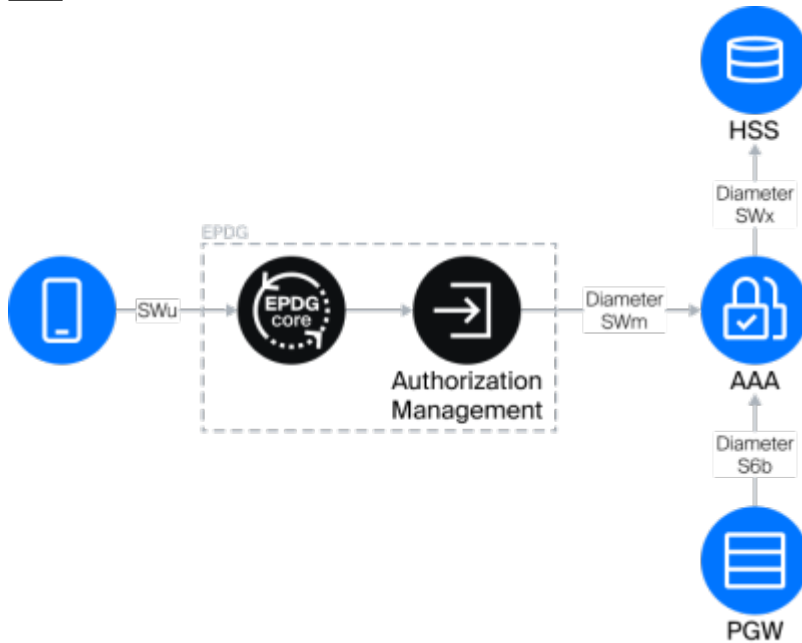 HSS
Diameter
SWx
EPDG
SWu
EPDG
core
Authorization
Management
Diameter
SWm
AAA
Diameter
S6b
PGW